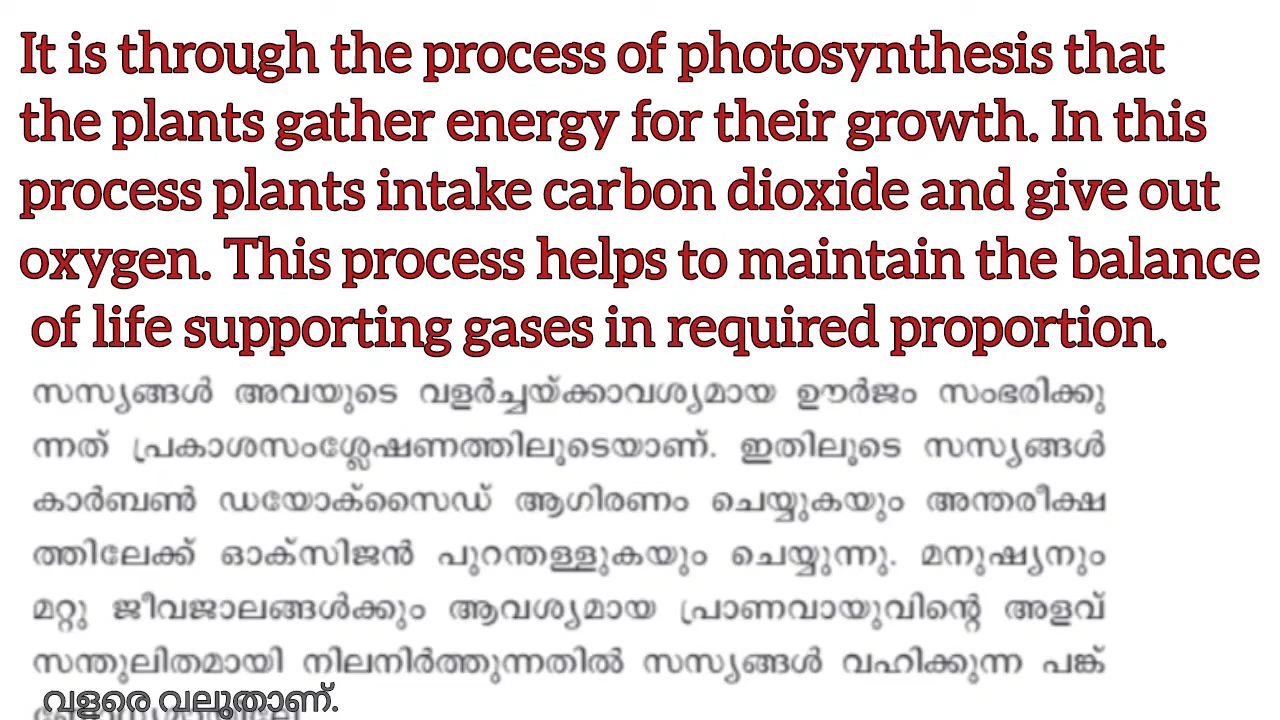 It is through the process of photosynthesis that
the plants gather energy for their growth. In this
process plants intake carbon dioxide and give out
oxygen. This process helps to maintain the balance
of life supporting gases in required proportion.
സസ്യങ്ങൾ അവയുടെ വളർച്ചയ്ക്കാവശ്യമായ ഊർജം സംഭരിക്കു
ന്നത് പ്രകാശസംശ്ലേഷണത്തിലൂടെയാണ്. ഇതിലൂടെ സസ്യങ്ങൾ
കാർബൺ ഡയോക്സൈഡ് ആഗിരണം ചെയ്യുകയും അന്തരീക്ഷ
ത്തിലേക്ക് ഓക്സിജൻ പുറന്തള്ളുകയും ചെയ്യുന്നു. മനുഷ്യനും
മറ്റു ജീവജാലങ്ങൾക്കും ആവശ്യമായ പ്രാണവായുവിന്റെ അളവ്
സന്തുലിതമായി നിലനിർത്തുന്നതിൽ സസ്യങ്ങൾ വഹിക്കുന്ന പങ്ക്
വളരെ വലുതാണ്.